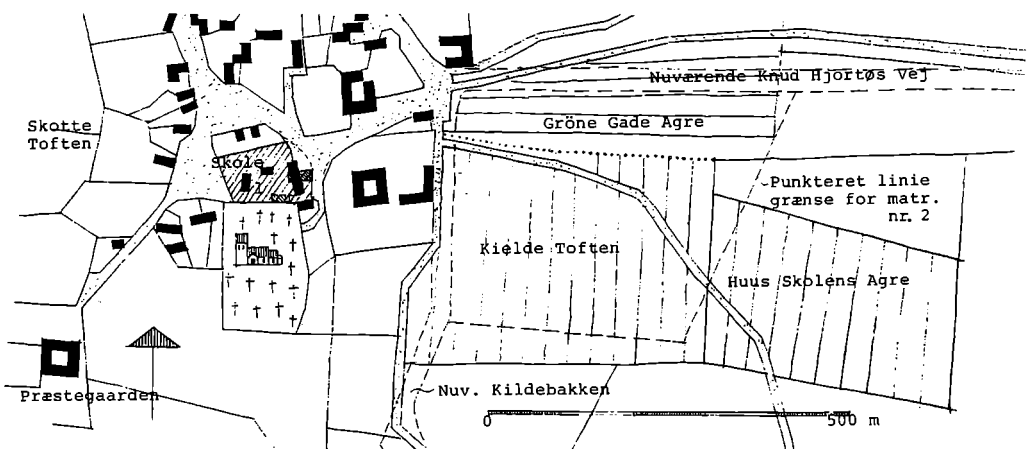 Nuværende Knud Hjortøs vej
Gröne Gade Agre
Skotte
Toften
Skole
1
Punkteret linie
grænse for matr.
nr. 2
Kielde Toften
Huus Skolens Agre
Præstegaarden
Nuv. Kildebakken
0
500 m